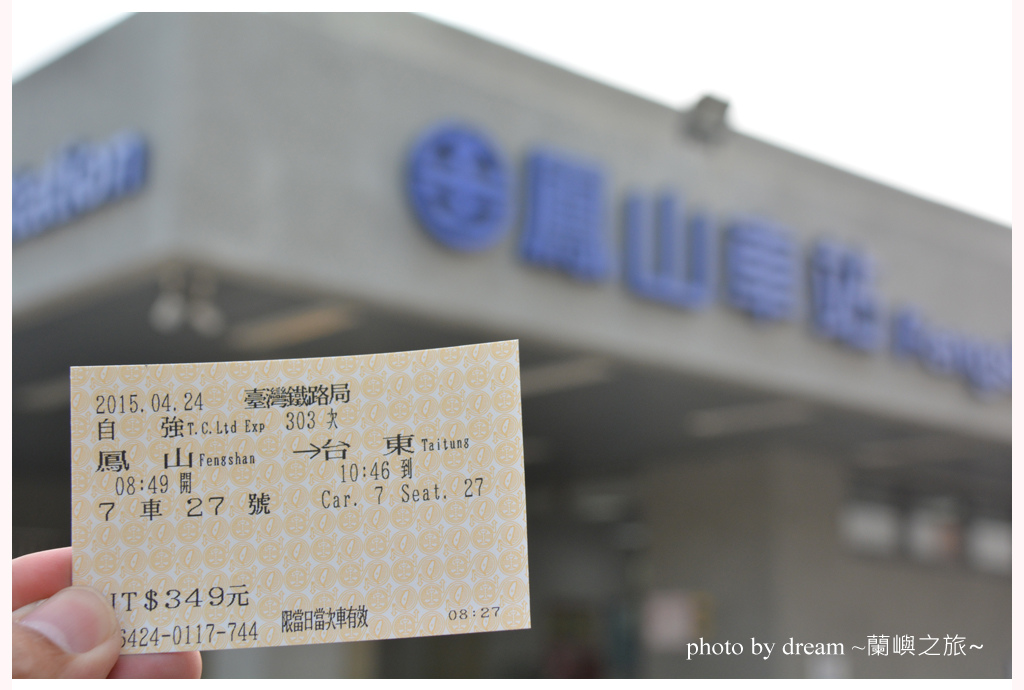 Station
鳳山車站
2015.04.24 臺灣鐵路局
自 強 T.C.Ltd Exp 303 次
鳳 山 Fengshan →台 東 Taitung
08:49 開 10:46 到
7 車 27 號 Car. 7 Seat. 27
NT$349元
6424-0117-744 限當日當次車有效 08:27
photo by dream ~蘭嶼之旅~